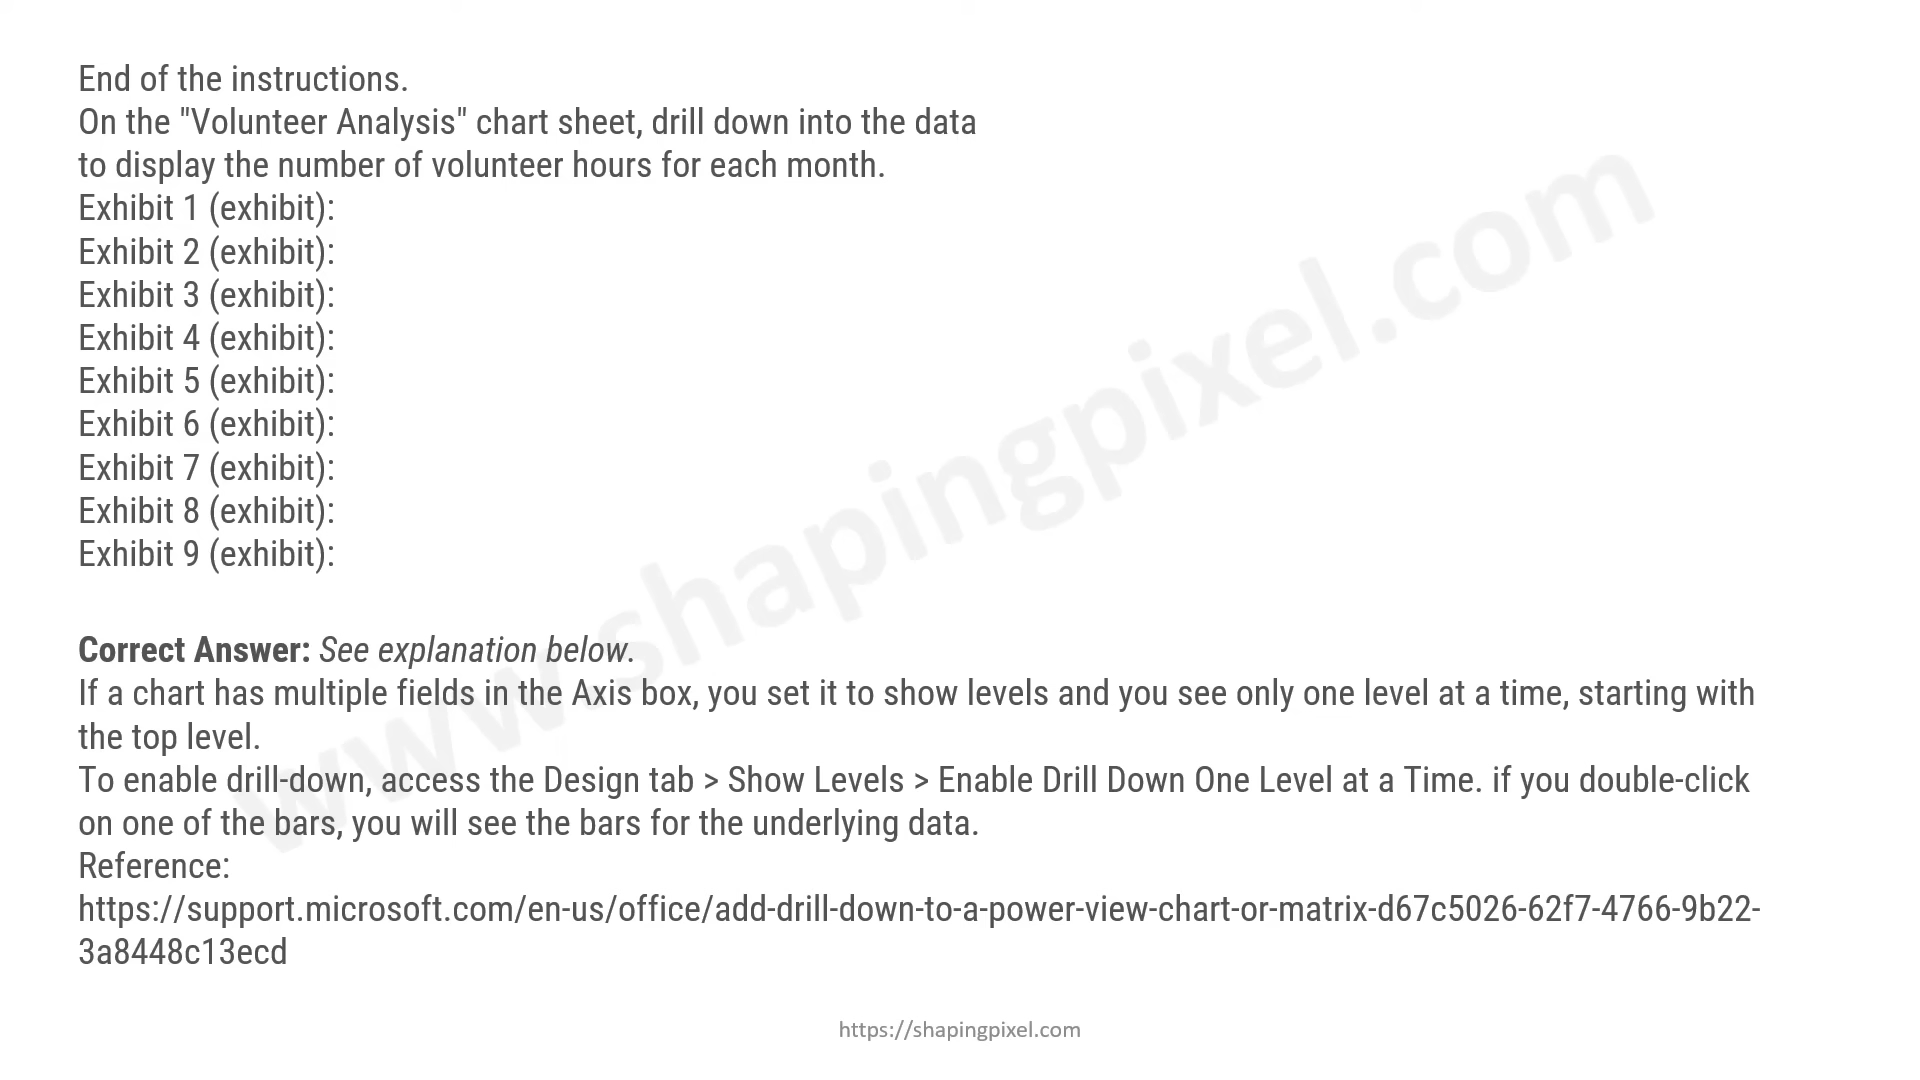 End of the instructions.
On the "Volunteer Analysis" chart sheet, drill down into the data
to display the number of volunteer hours for each month.
Exhibit 1 (exhibit):
Exhibit 2 (exhibit):
Exhibit 3 (exhibit):
Exhibit 4 (exhibit):
Exhibit 5 (exhibit):
Exhibit 6 (exhibit):
Exhibit 7 (exhibit):
Exhibit 8 (exhibit):
Exhibit 9 (exhibit):
www.shapingpixel.com
Correct Answer: See explanation below.
If a chart has multiple fields in the Axis box, you set it to show levels and you see only one level at a time, starting with
the top level.
To enable drill-down, access the Design tab > Show Levels > Enable Drill Down One Level at a Time. if you double-click
on one of the bars, you will see the bars for the underlying data.
Reference:
https://support.microsoft.com/en-us/office/add-drill-down-to-a-power-view-chart-or-matrix-d67c5026-62f7-4766-9b22-
3a8448c13ecd
https://shapingpixel.com